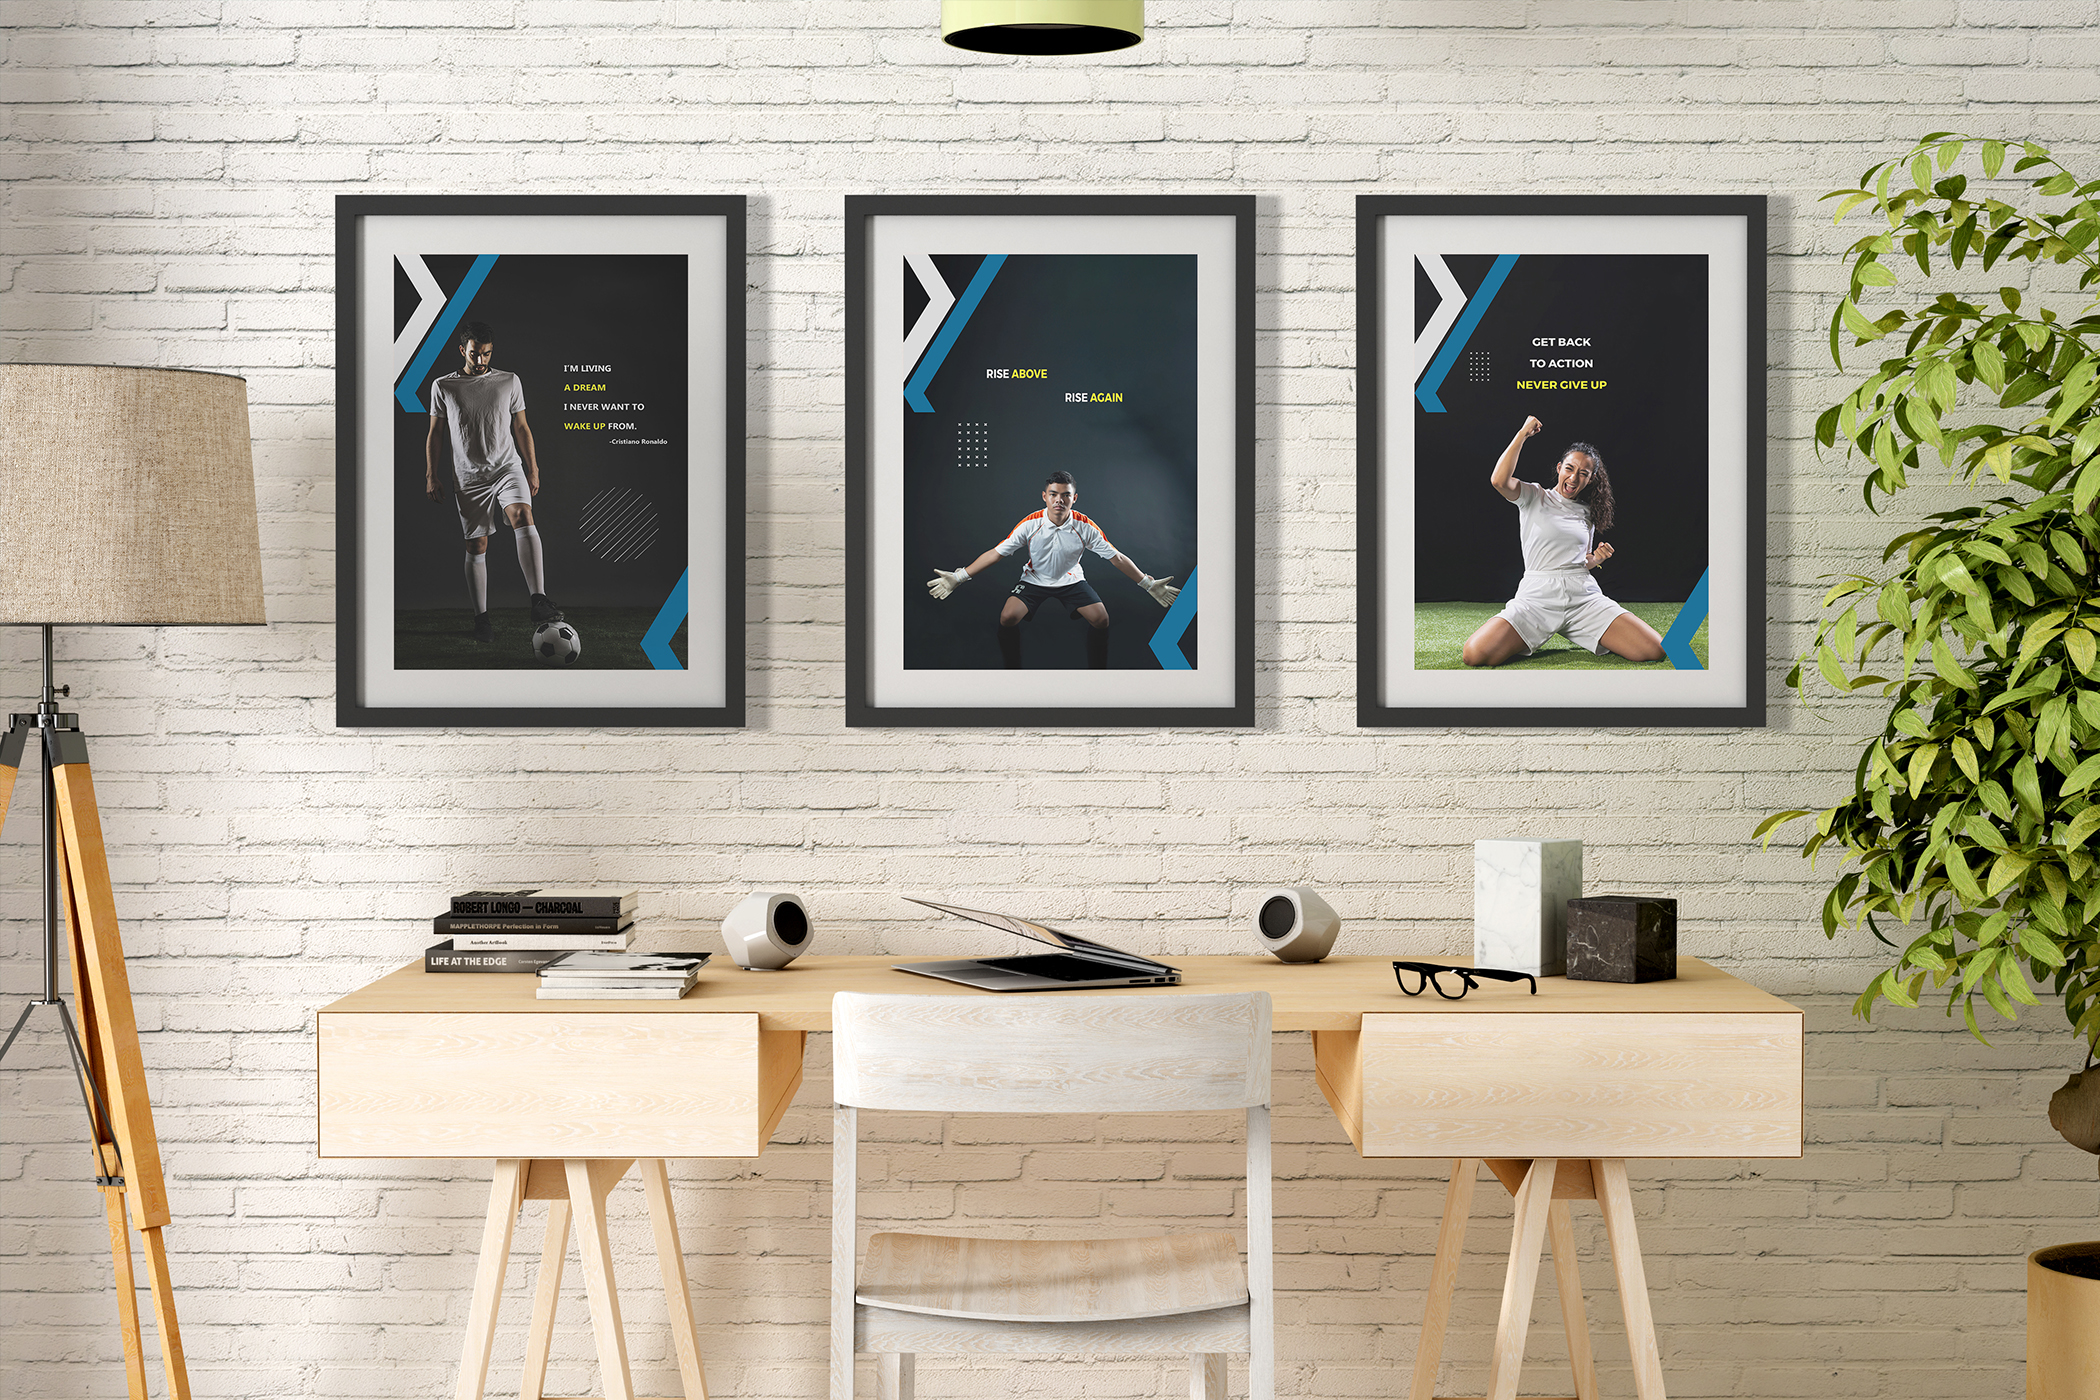 I'M LIVING
A DREAM
I NEVER WANT TO
WAKE UP FROM.
-Cristiano Ronaldo
RISE ABOVE
RISE AGAIN
GET BACK
TO ACTION
NEVER GIVE UP
ROBERT LONGO — CHARCOAL
MAPPLETHORPE Perfection in Form
Another Artbook
LIFE AT THE EDGE